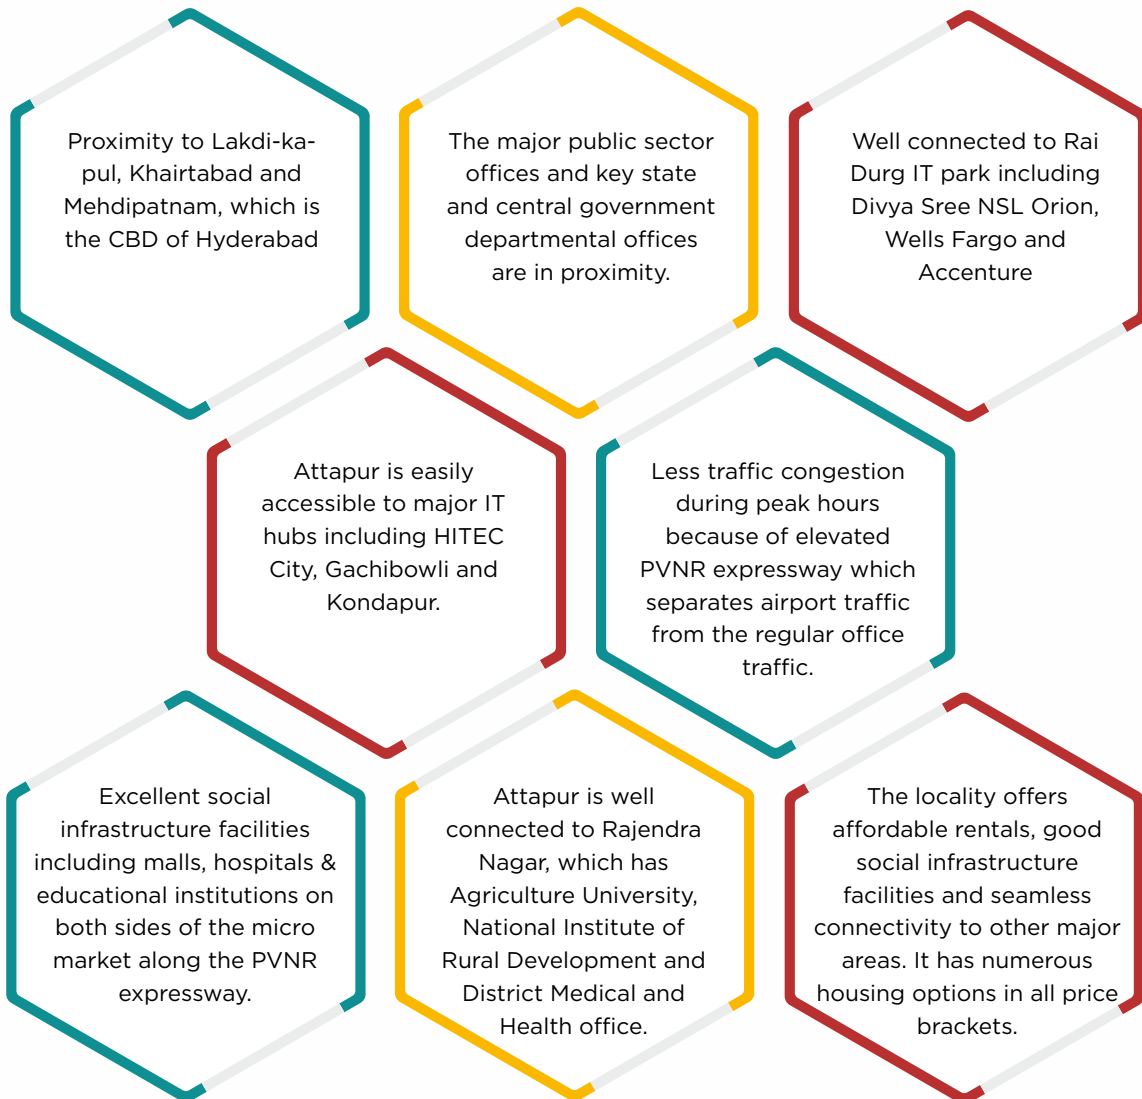 Proximity to Lakdi-ka-
pul, Khairtabad and
Mehdipatnam, which is
the CBD of Hyderabad
The major public sector
offices and key state
and central government
departmental offices
are in proximity.
Well connected to Rai
Durg IT park including
Divya Sree NSL Orion,
Wells Fargo and
Accenture
Attapur is easily
accessible to major IT
hubs including HITEC
City, Gachibowli and
Kondapur.
Less traffic congestion
during peak hours
because of elevated
PVNR expressway which
separates airport traffic
from the regular office
traffic.
Excellent social
infrastructure facilities
including malls, hospitals &
educational institutions on
both sides of the micro
market along the PVNR
expressway.
Attapur is well
connected to Rajendra
Nagar, which has
Agriculture University,
National Institute of
Rural Development and
District Medical and
Health office.
The locality offers
affordable rentals, good
social infrastructure
facilities and seamless
connectivity to other major
areas. It has numerous
housing options in all price
brackets.